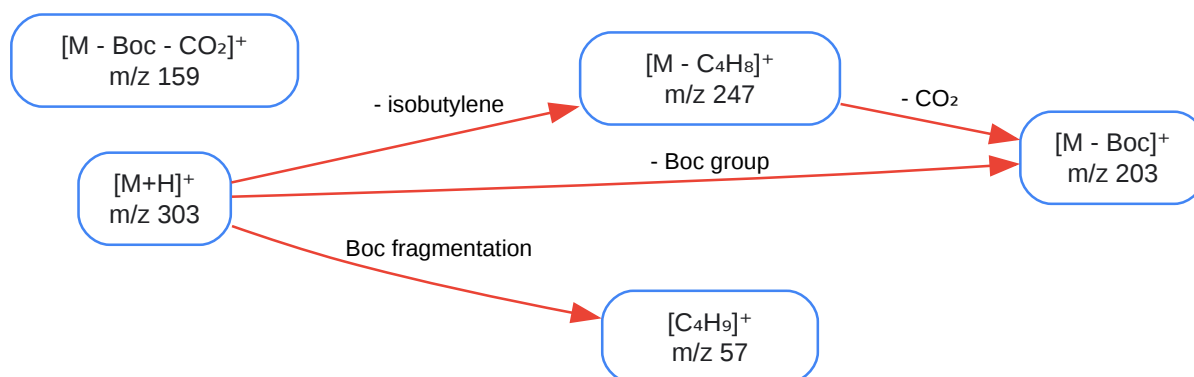 [M - Boc - CO₂]⁺
m/z 159
[M - C₄H₈]⁺
m/z 247
- isobutylene
- CO₂
[M - Boc]⁺
m/z 203
- Boc group
[M+H]⁺
m/z 303
Boc fragmentation
[C₄H₉]⁺
m/z 57